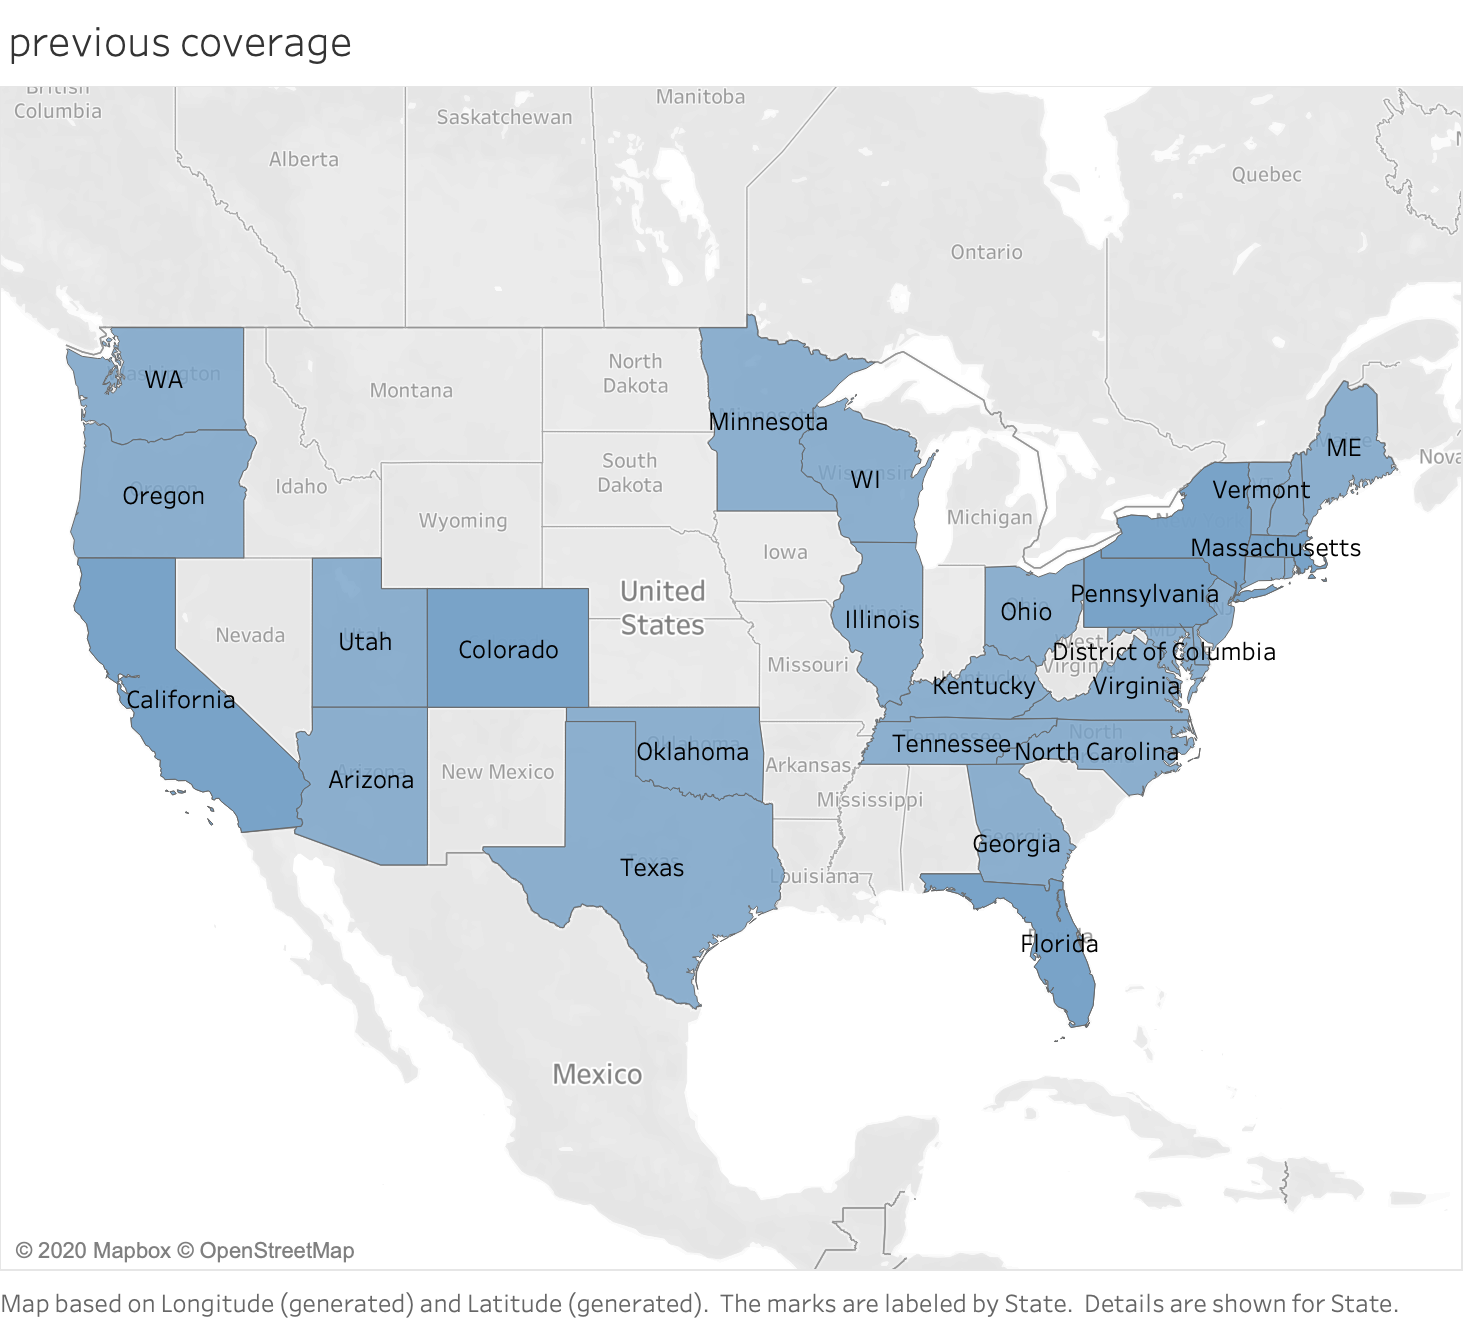 previous coverage
British
Columbia
Alberta
Saskatchewan
Manitoba
Ontario
Quebec
Nova
WA
Montana
North
Dakota
Minnesota
ME
Oregon
Idaho
South
Dakota
WI
Wyoming
Michigan
Vermont
Massachusetts
Iowa
United
States
Pennsylvania
Ohio
Illinois
NJ
MD
Nevada
Utah
Colorado
Missouri
West
Virginia
District of Columbia
Kentucky
Virginia
California
Tennessee
North Carolina
Oklahoma
Arizona
New Mexico
Arkansas
Mississippi
Georgia
Texas
Louisiana
Florida
Mexico
© 2020 Mapbox © OpenStreetMap
Map based on Longitude (generated) and Latitude (generated).  The marks are labeled by State.  Details are shown for State.